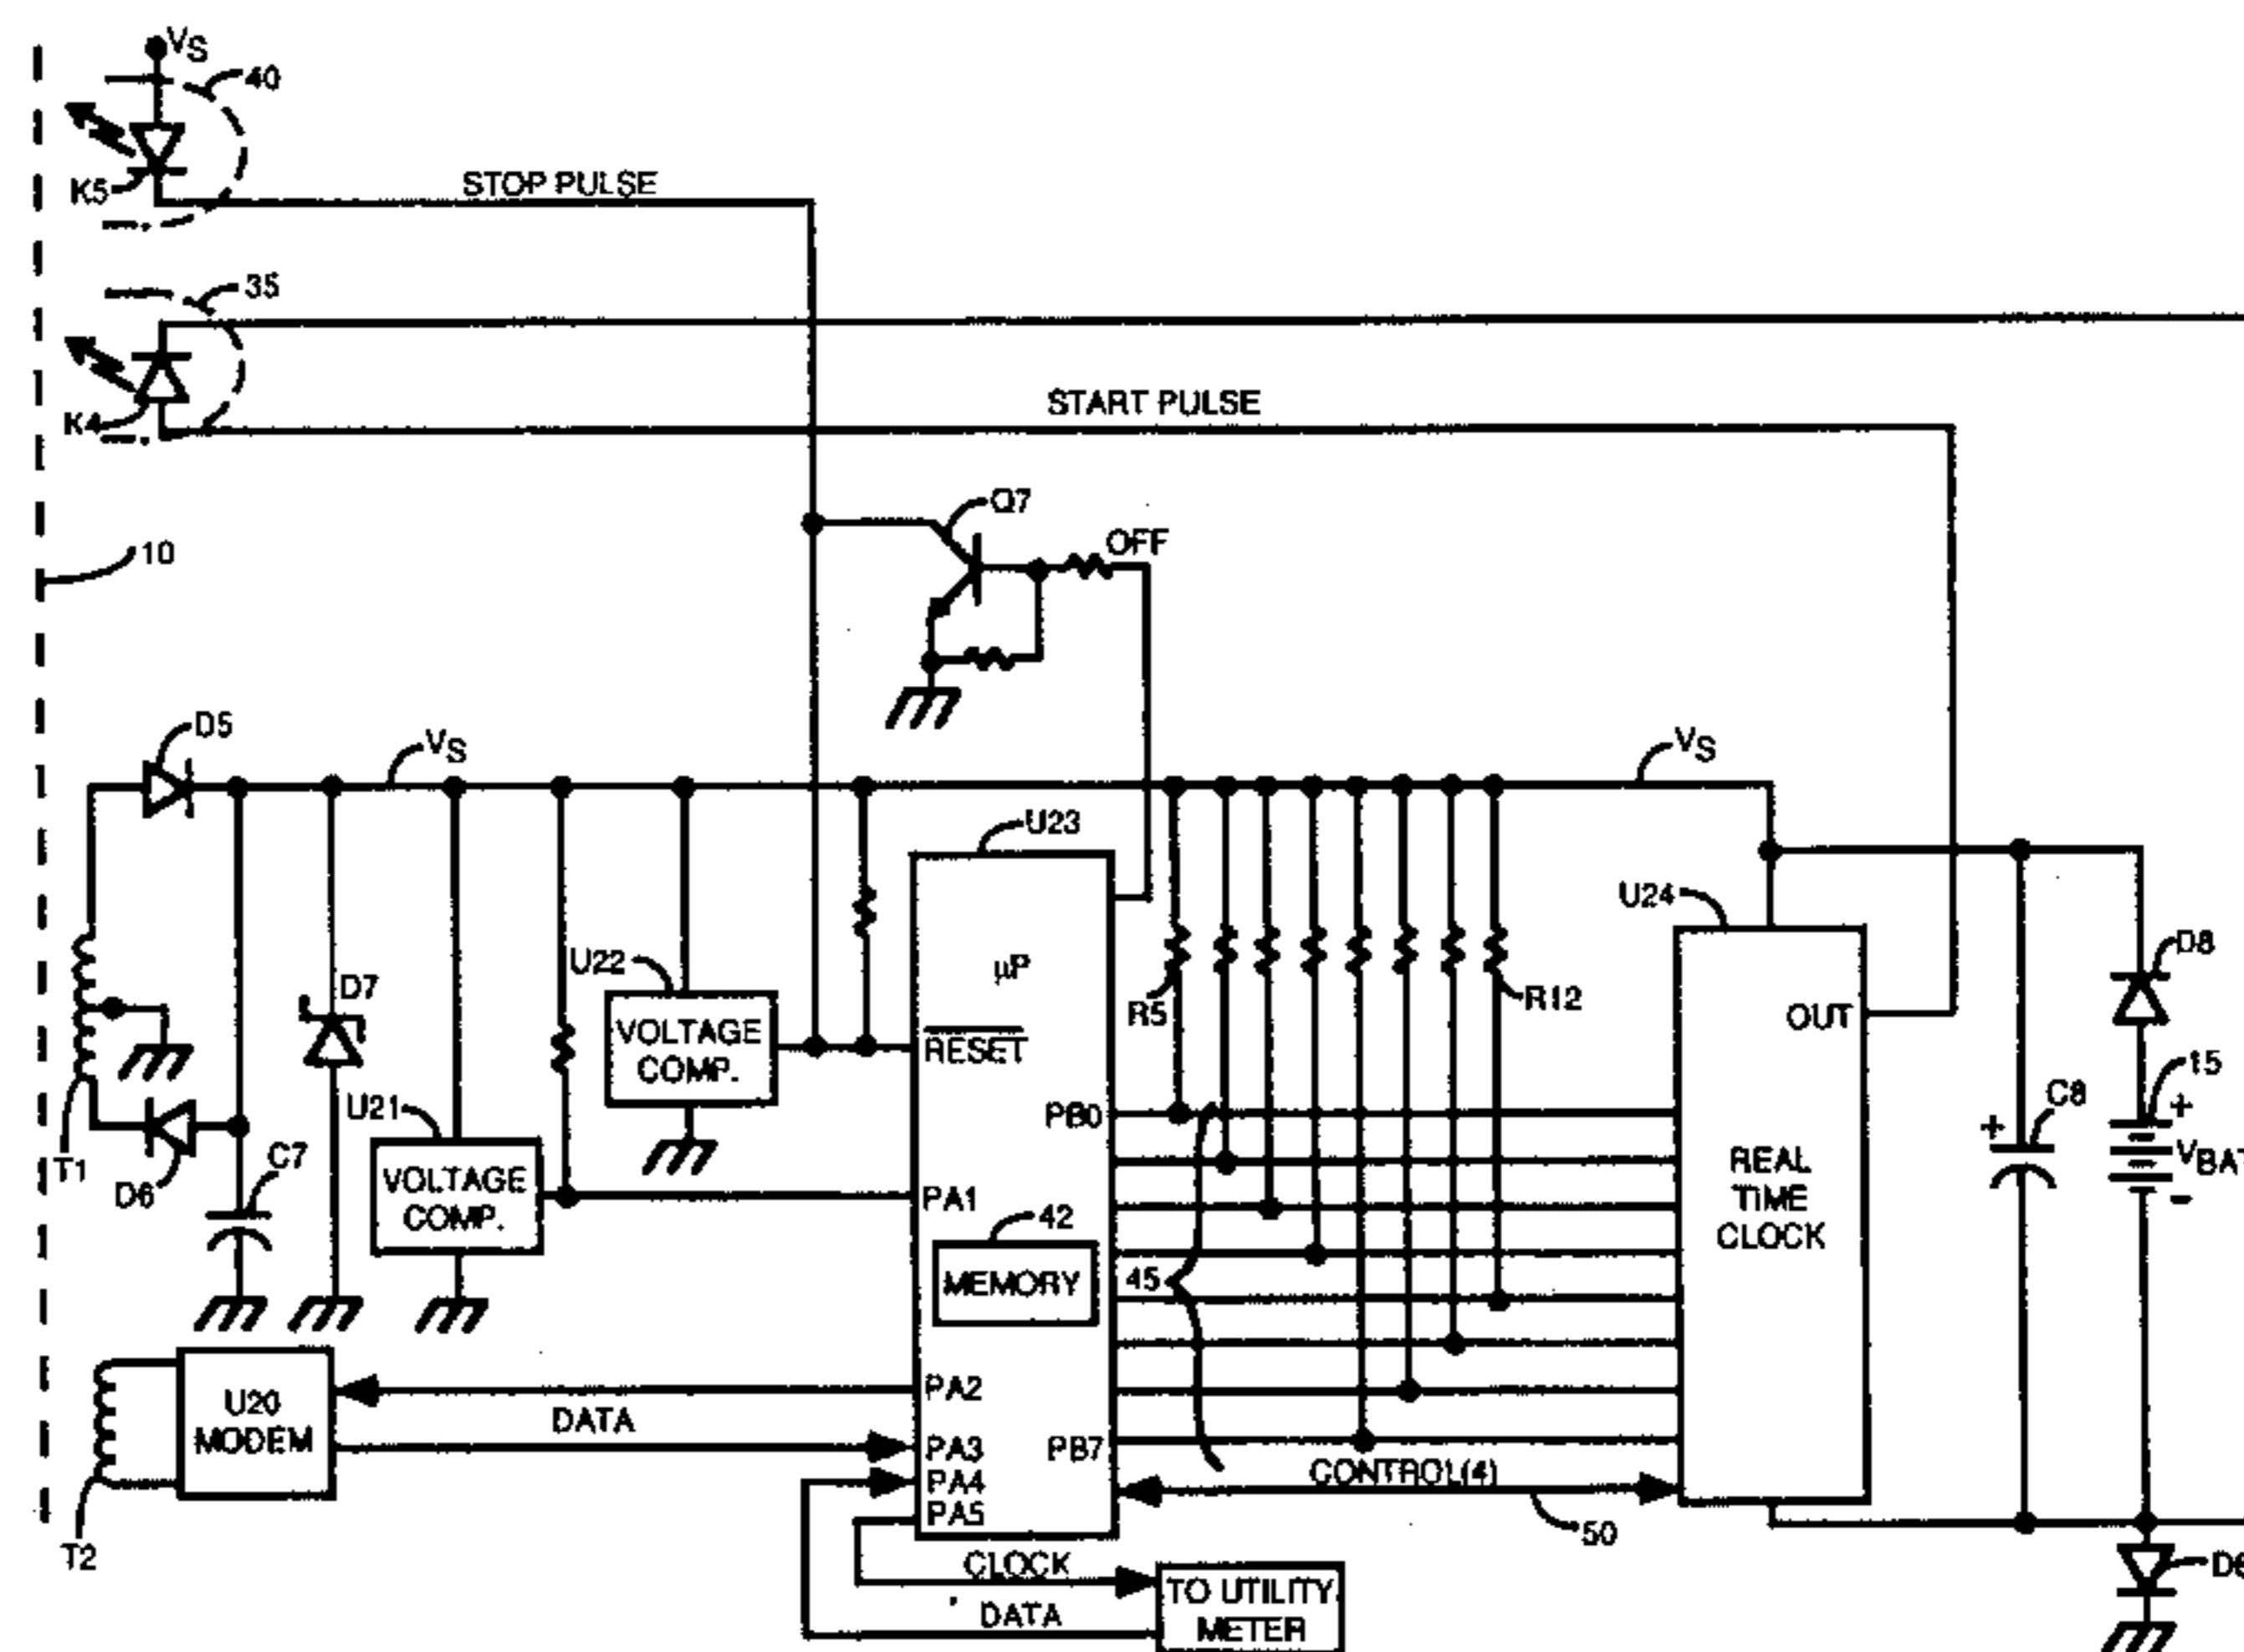 VS
40
K5
STOP PULSE
35
K4
START PULSE
Q7
OFF
10
D5
VS
VS
U23
µP
U24
U22
VOLTAGE
COMP.
D7
RESET
R5
R12
OUT
D8
15
+
VBAT
-
C8
+
T1
D6
C7
U21
VOLTAGE
COMP.
PB0
PA1
42
MEMORY
45
REAL
TIME
CLOCK
U20
MODEM
PA2
DATA
PA3
PB7
PA4
PA5
CONTROL(4)
50
T2
CLOCK
DATA
TO UTILITY
METER